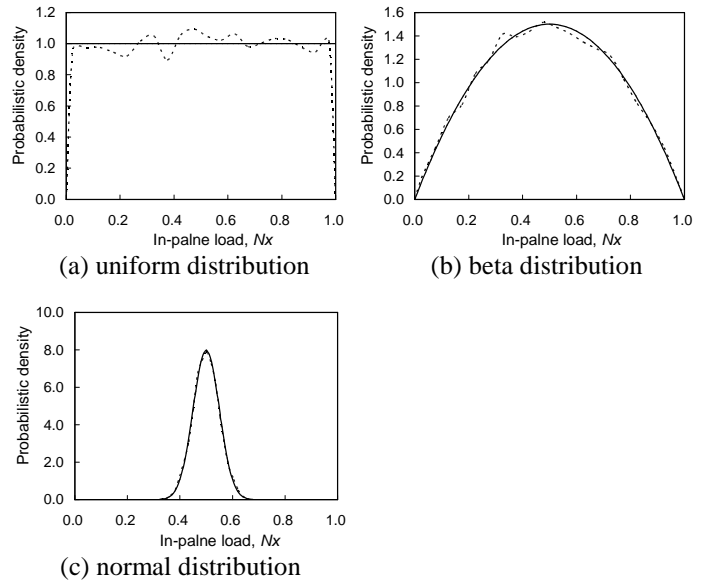 1.2
1.0
0.8
0.6
0.4
0.2
0.0
Probabilistic density
0.0 0.2 0.4 0.6 0.8 1.0
In-palne load, Nx
(a) uniform distribution
1.6
1.4
1.2
1.0
0.8
0.6
0.4
0.2
0.0
Probabilistic density
0.0 0.2 0.4 0.6 0.8 1.0
In-palne load, Nx
(b) beta distribution
10.0
8.0
6.0
4.0
2.0
0.0
Probabilistic density
0.0 0.2 0.4 0.6 0.8 1.0
In-palne load, Nx
(c) normal distribution